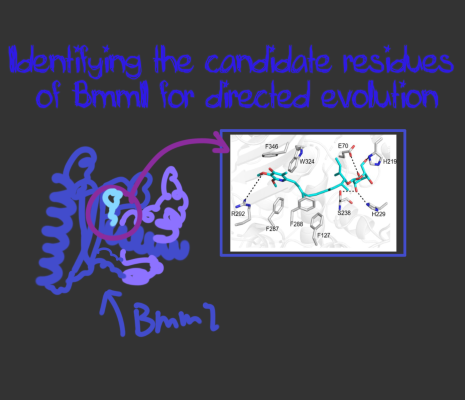 Identifying the candidate residues
of BmmI for directed evolution
F346
W324
E70
H219
R292
F287
F288
F127
S238
H229
BmmI